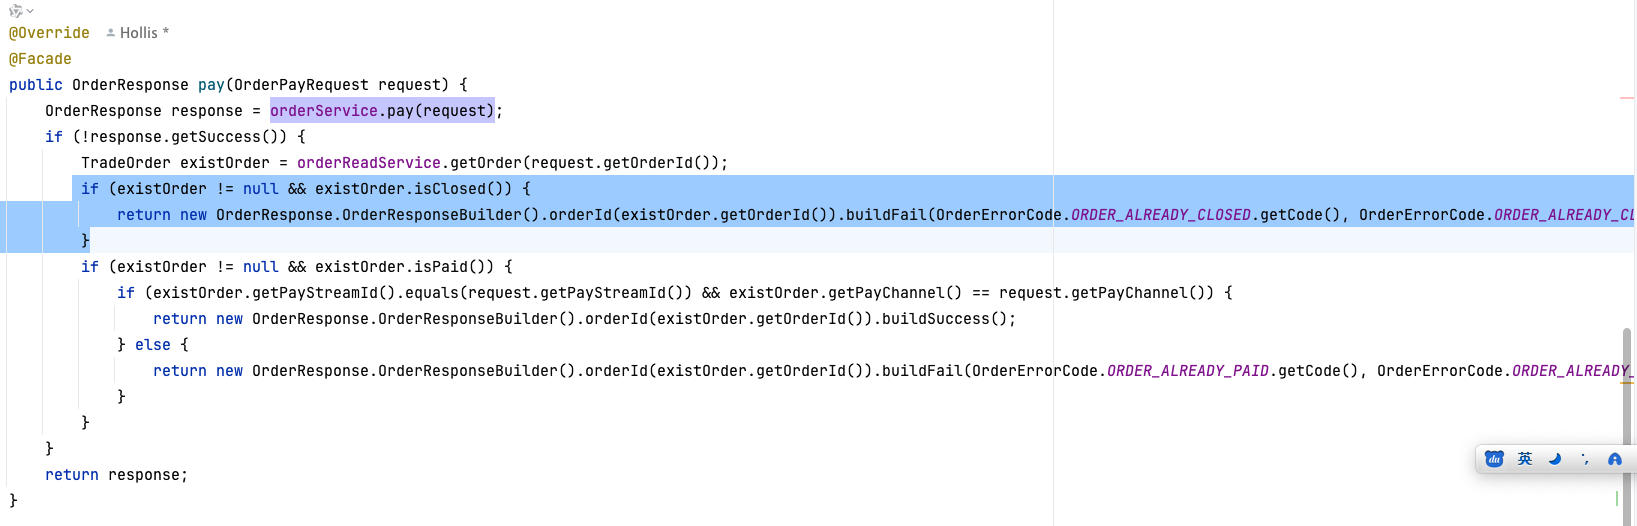 @Override Hollis *
@Facade
public OrderResponse pay(OrderPayRequest request) {
OrderResponse response = orderService.pay(request);
if (!response.getSuccess()) {
TradeOrder existOrder = orderReadService.getOrder(request.getOrderId());
if (existOrder != null && existOrder.isClosed()) {
return new OrderResponse.OrderResponseBuilder().orderId(existOrder.getOrderId()).buildFail(OrderErrorCode.ORDER_ALREADY_CLOSED.getCode(), OrderErrorCode.ORDER_ALREADY_CL
}
if (existOrder != null && existOrder.isPaid()) {
if (existOrder.getPayStreamId().equals(request.getPayStreamId()) && existOrder.getPayChannel() == request.getPayChannel()) {
return new OrderResponse.OrderResponseBuilder().orderId(existOrder.getOrderId()).buildSuccess();
} else {
return new OrderResponse.OrderResponseBuilder().orderId(existOrder.getOrderId()).buildFail(OrderErrorCode.ORDER_ALREADY_PAID.getCode(), OrderErrorCode.ORDER_ALREADY_
}
}
}
return response;
}
du 英